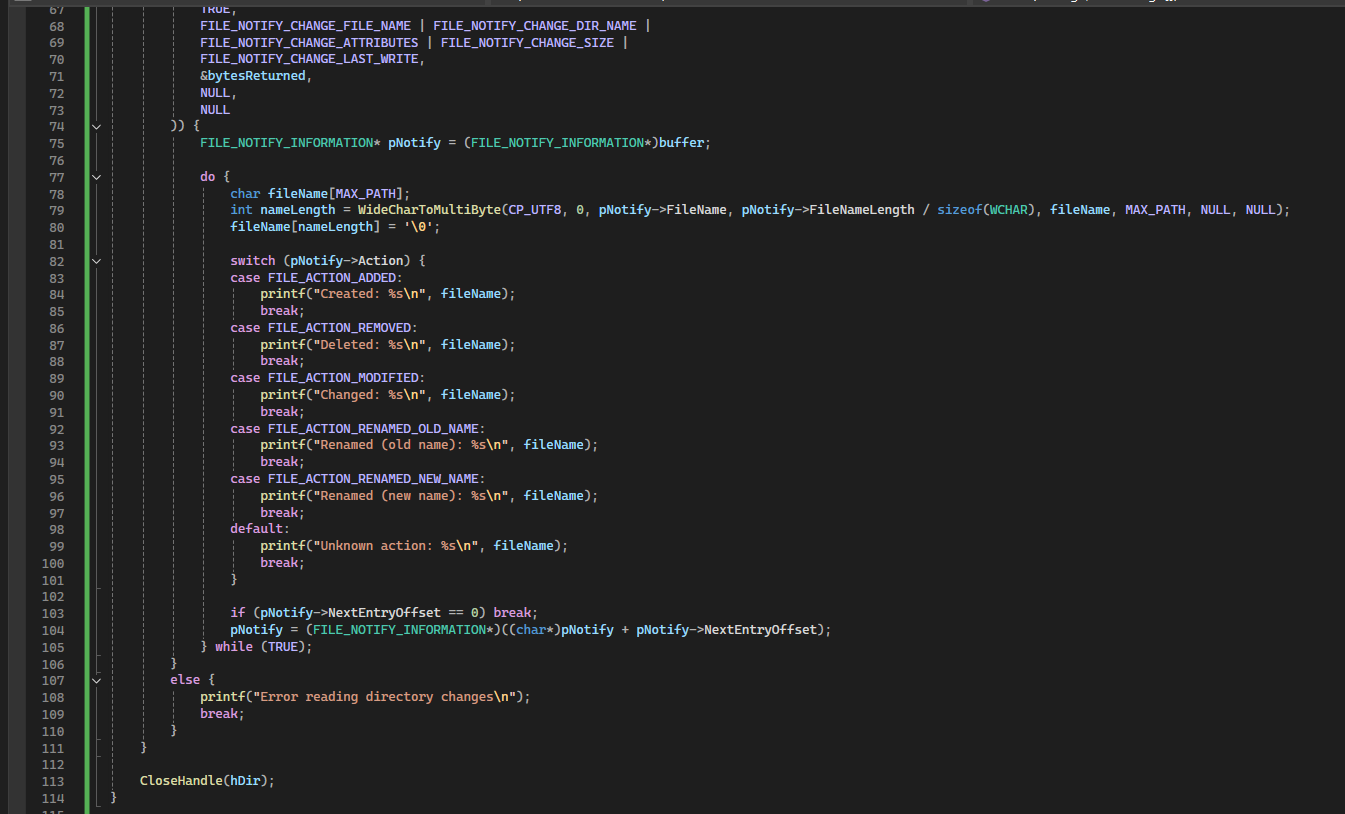 67 TRUE,
68 FILE_NOTIFY_CHANGE_FILE_NAME | FILE_NOTIFY_CHANGE_DIR_NAME |
69 FILE_NOTIFY_CHANGE_ATTRIBUTES | FILE_NOTIFY_CHANGE_SIZE |
70 FILE_NOTIFY_CHANGE_LAST_WRITE,
71 &bytesReturned,
72 NULL,
73 NULL
74 )) {
75 FILE_NOTIFY_INFORMATION* pNotify = (FILE_NOTIFY_INFORMATION*)buffer;
76
77 do {
78 char fileName[MAX_PATH];
79 int nameLength = WideCharToMultiByte(CP_UTF8, 0, pNotify->FileName, pNotify->FileNameLength / sizeof(WCHAR), fileName, MAX_PATH, NULL, NULL);
80 fileName[nameLength] = '\0';
81
82 switch (pNotify->Action) {
83 case FILE_ACTION_ADDED:
84 printf("Created: %s\n", fileName);
85 break;
86 case FILE_ACTION_REMOVED:
87 printf("Deleted: %s\n", fileName);
88 break;
89 case FILE_ACTION_MODIFIED:
90 printf("Changed: %s\n", fileName);
91 break;
92 case FILE_ACTION_RENAMED_OLD_NAME:
93 printf("Renamed (old name): %s\n", fileName);
94 break;
95 case FILE_ACTION_RENAMED_NEW_NAME:
96 printf("Renamed (new name): %s\n", fileName);
97 break;
98 default:
99 printf("Unknown action: %s\n", fileName);
100 break;
101 }
102
103 if (pNotify->NextEntryOffset == 0) break;
104 pNotify = (FILE_NOTIFY_INFORMATION*)((char*)pNotify + pNotify->NextEntryOffset);
105 } while (TRUE);
106 }
107 else {
108 printf("Error reading directory changes\n");
109 break;
110 }
111 }
112
113 CloseHandle(hDir);
114 }
115